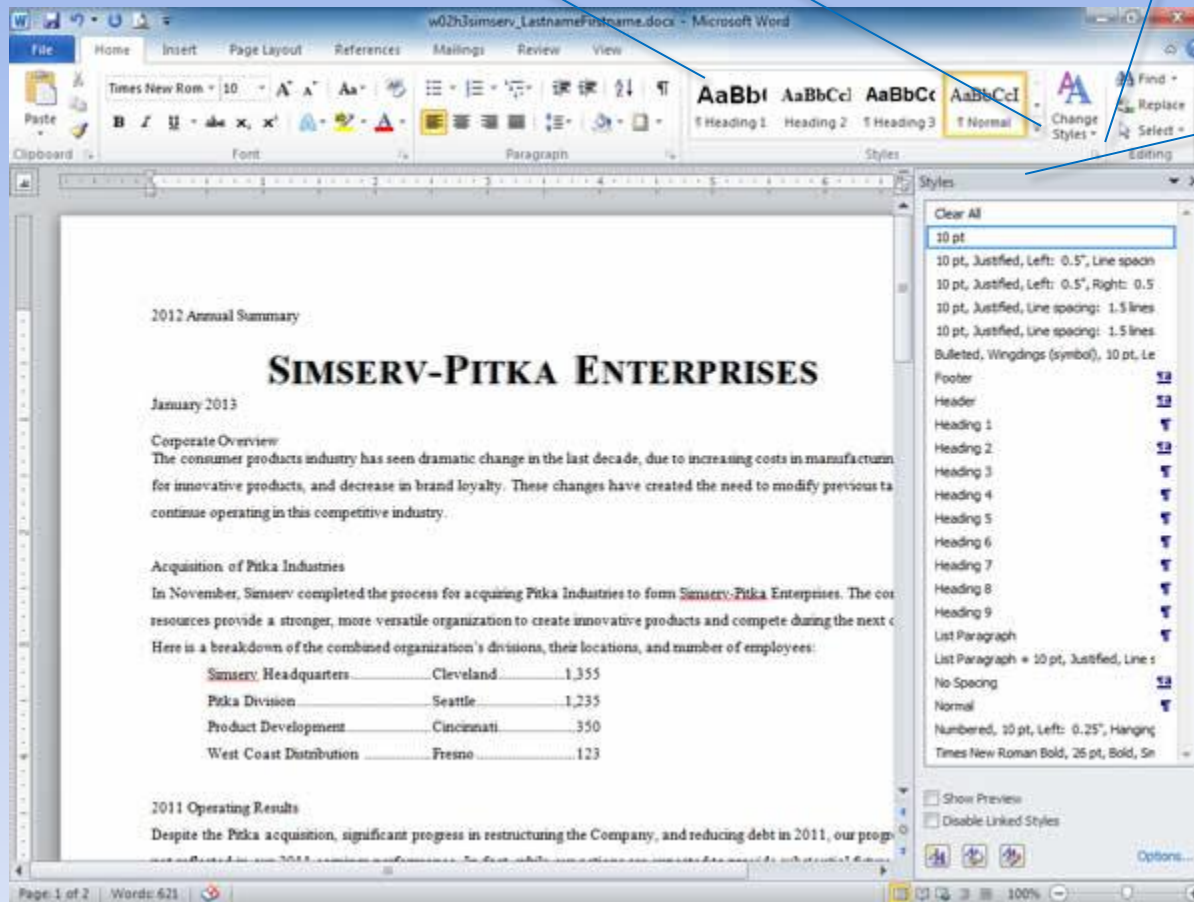 w02h3simserv_LastnameFirstname.docx - Microsoft Word
File Home Insert Page Layout References Mailings Review View
Paste
Times New Rom 10
Clipboard
Font
Paragraph
AaBb AaBbCcI AaBbCc AaBbCcI
¶ Heading 1 Heading 2 ¶ Heading 3 ¶ Normal
Change Styles
Styles
Find
Replace
Select
Editing
2012 Annual Summary
SIMSERV-PITKA ENTERPRISES
January 2013
Corporate Overview
The consumer products industry has seen dramatic change in the last decade, due to increasing costs in manufacturin
for innovative products, and decrease in brand loyalty. These changes have created the need to modify previous ta
continue operating in this competitive industry.
Acquisition of Pitka Industries
In November, Simserv completed the process for acquiring Pitka Industries to form Simserv-Pitka Enterprises. The co
resources provide a stronger, more versatile organization to create innovative products and compete during the next
Here is a breakdown of the combined organization's divisions, their locations, and number of employees:
Simserv Headquarters Cleveland 1,355
Pitka Division Seattle 1,235
Product Development Cincinnati 350
West Coast Distribution Fresno 123
2011 Operating Results
Despite the Pitka acquisition, significant progress in restructuring the Company, and reducing debt in 2011, our progr
Styles
Clear All
10 pt
10 pt, Justified, Left: 0.5", Line spacin
10 pt, Justified, Left: 0.5", Right: 0.5
10 pt, Justified, Line spacing: 1.5 lines
10 pt, Justified, Line spacing: 1.5 lines
Bulleted, Wingdings (symbol), 10 pt, Le
Footer
Header
Heading 1
Heading 2
Heading 3
Heading 4
Heading 5
Heading 6
Heading 7
Heading 8
Heading 9
List Paragraph
List Paragraph + 10 pt, Justified, Line s
No Spacing
Normal
Numbered, 10 pt, Left: 0.25", Hanging
Times New Roman Bold, 26 pt, Bold, Sm
Show Preview
Disable Linked Styles
Options...
Page: 1 of 2 Words: 621 100%